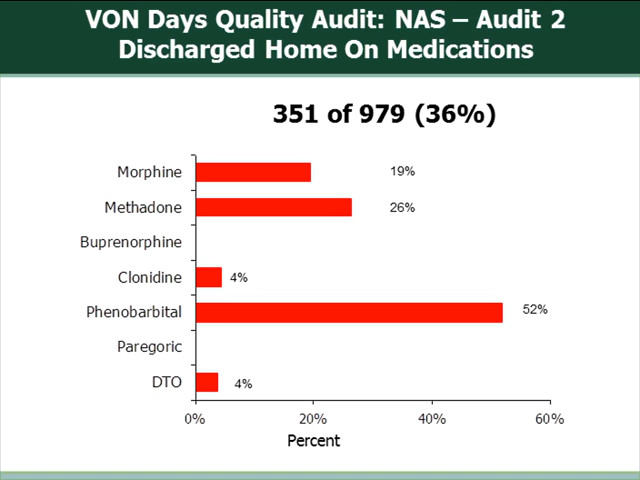 VON Days Quality Audit: NAS – Audit 2
Discharged Home On Medications
351 of 979 (36%)
Morphine 19%
Methadone 26%
Buprenorphine
Clonidine 4%
Phenobarbital 52%
Paregoric
DTO 4%
0% 20% 40% 60%
Percent